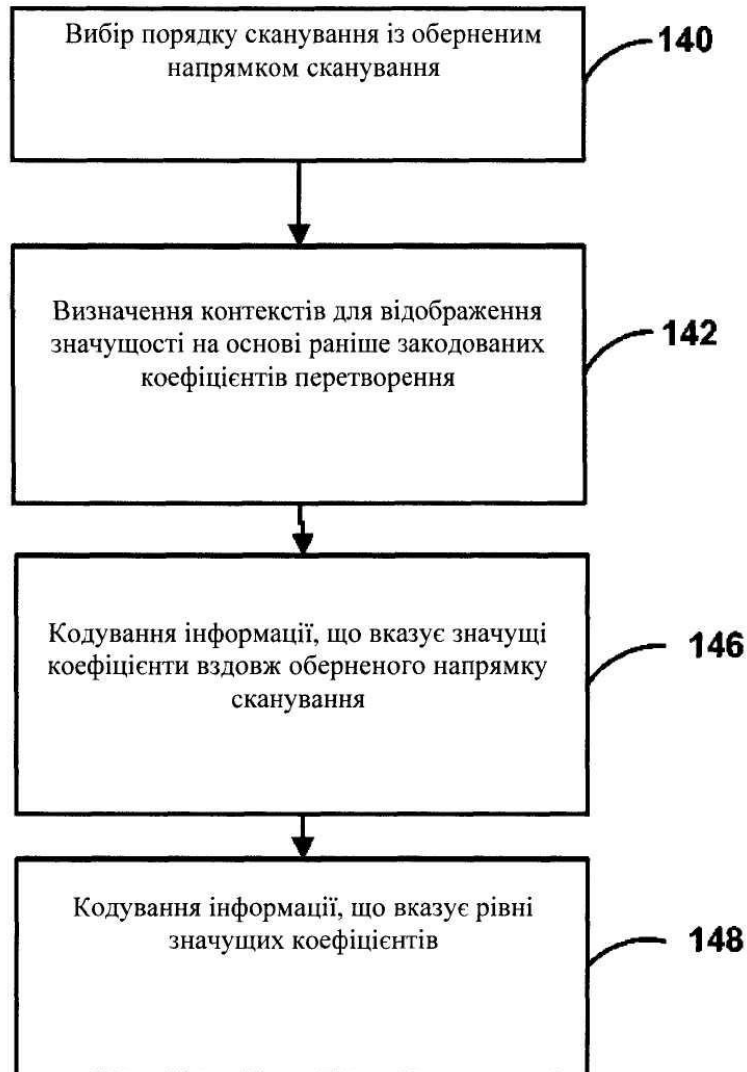 Вибір порядку сканування із оберненим
напрямком сканування
140
Визначення контекстів для відображення
значущості на основі раніше закодованих
коефіцієнтів перетворення
142
Кодування інформації, що вказує значущі
коефіцієнти вздовж оберненого напрямку
сканування
146
Кодування інформації, що вказує рівні
значущих коефіцієнтів
148